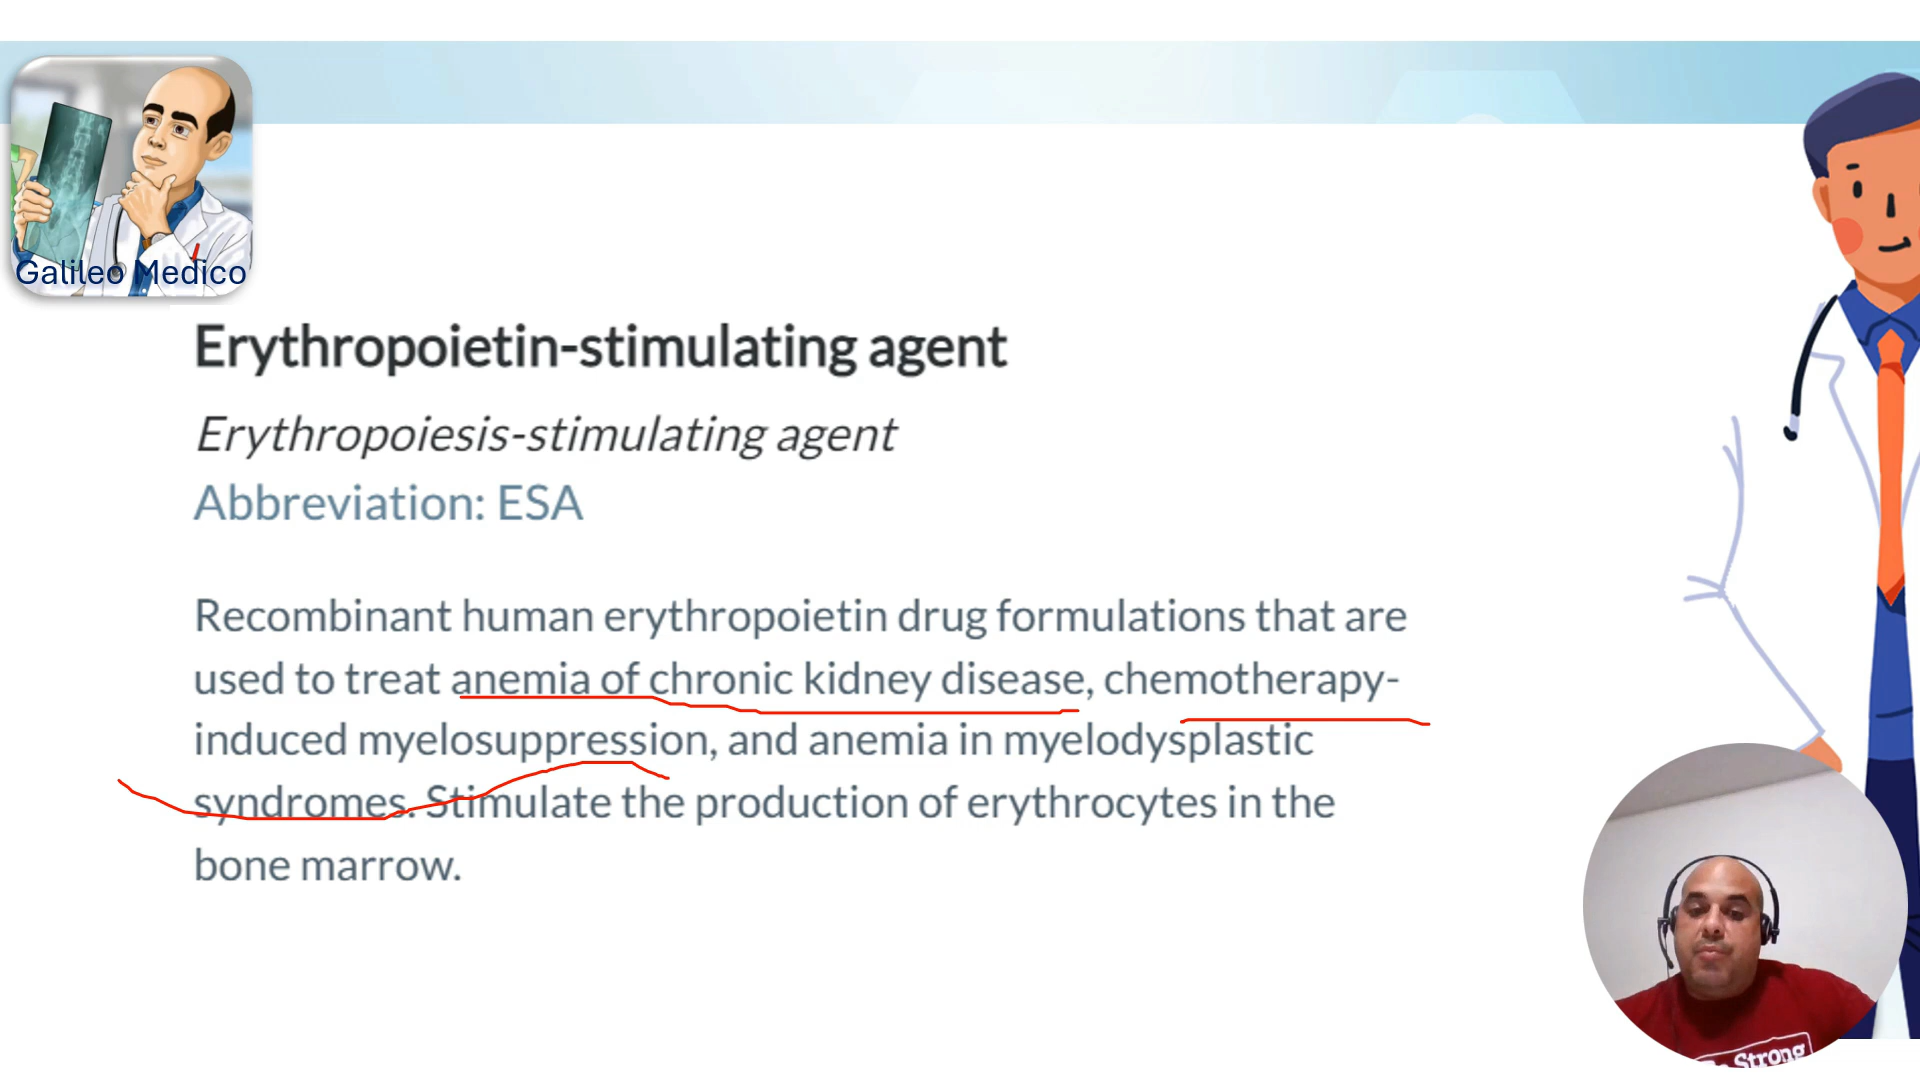 Galileo Medico
Erythropoietin-stimulating agent
Erythropoiesis-stimulating agent
Abbreviation: ESA
Recombinant human erythropoietin drug formulations that are
used to treat anemia of chronic kidney disease, chemotherapy-
induced myelosuppression, and anemia in myelodysplastic
syndromes. Stimulate the production of erythrocytes in the
bone marrow.
Strong